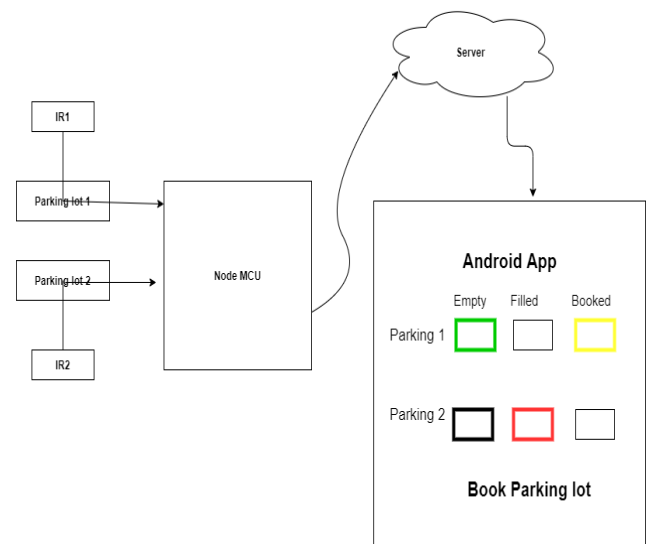 Server
IR1
Parking lot 1
Node MCU
Parking lot 2
IR2
Android App
Empty Filled Booked
Parking 1
Parking 2
Book Parking lot